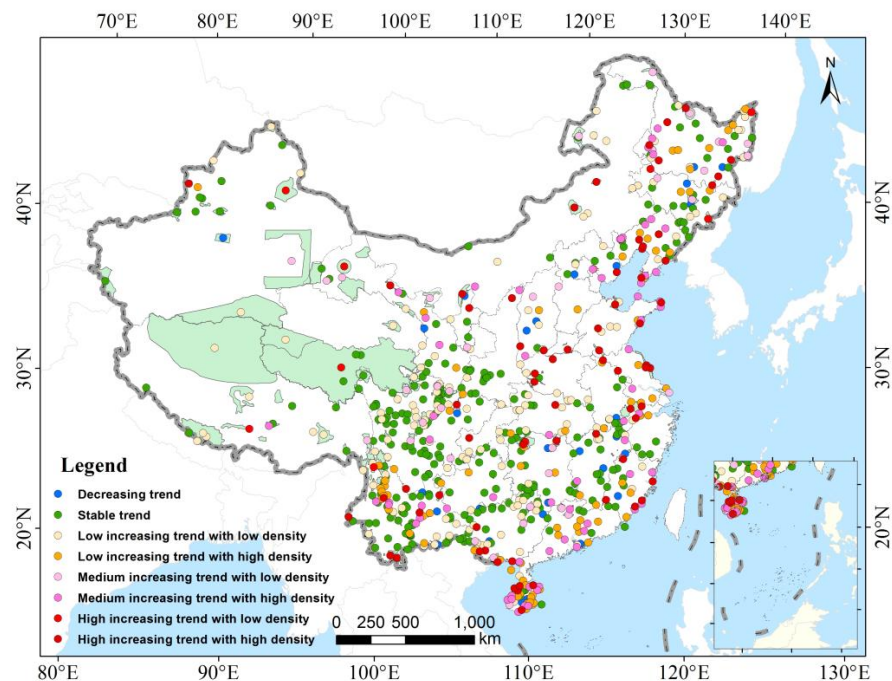 70°E 80°E 90°E 100°E 110°E 120°E 130°E 140°E
N
40°N 40°N
30°N 30°N
20°N 20°N
Legend
Decreasing trend
Stable trend
Low increasing trend with low density
Low increasing trend with high density
Medium increasing trend with low density
Medium increasing trend with high density
High increasing trend with low density
High increasing trend with high density
0 250 500 1,000
km
80°E 90°E 100°E 110°E 120°E 130°E